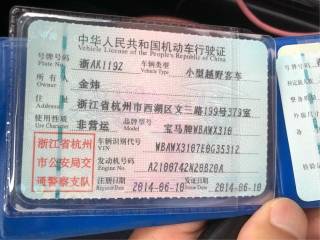 中华人民共和国机动车行驶证
Vehicle License of the People's Republic of China
号牌号码 浙AK119Z 车辆类型 小型越野客车
Plate No. Vehicle Type
所有人 金炜
Owner
住址 浙江省杭州市西湖区文三路199号373室
Address
使用性质 非营运 品牌型号 宝马牌WBAWX310
Use Character Model
浙江省杭州 车辆识别代号
VIN
市公安局交 发动机号码 A2100742N20B20A
Engine No.
通警察支队 注册日期 2014-06-10 发证日期 2014-06-10
Register Date Issue Date